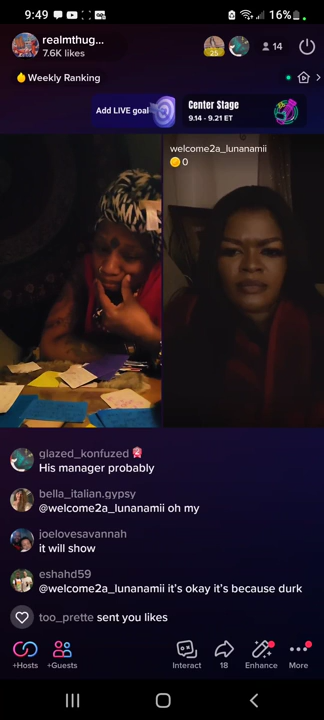 9:49
16%
realmthug...
7.6K likes
25
14
Weekly Ranking
Add LIVE goal
Center Stage
9.14 - 9.21 ET
welcome2a_lunanamii
0
glazed_konfuzed
His manager probably
bella_italian.gypsy
@welcome2a_lunanamii oh my
joelovesavannah
it will show
eshahd59
@welcome2a_lunanamii it's okay it's because durk
too_prette sent you likes
+Hosts
+Guests
Interact
18
Enhance
More